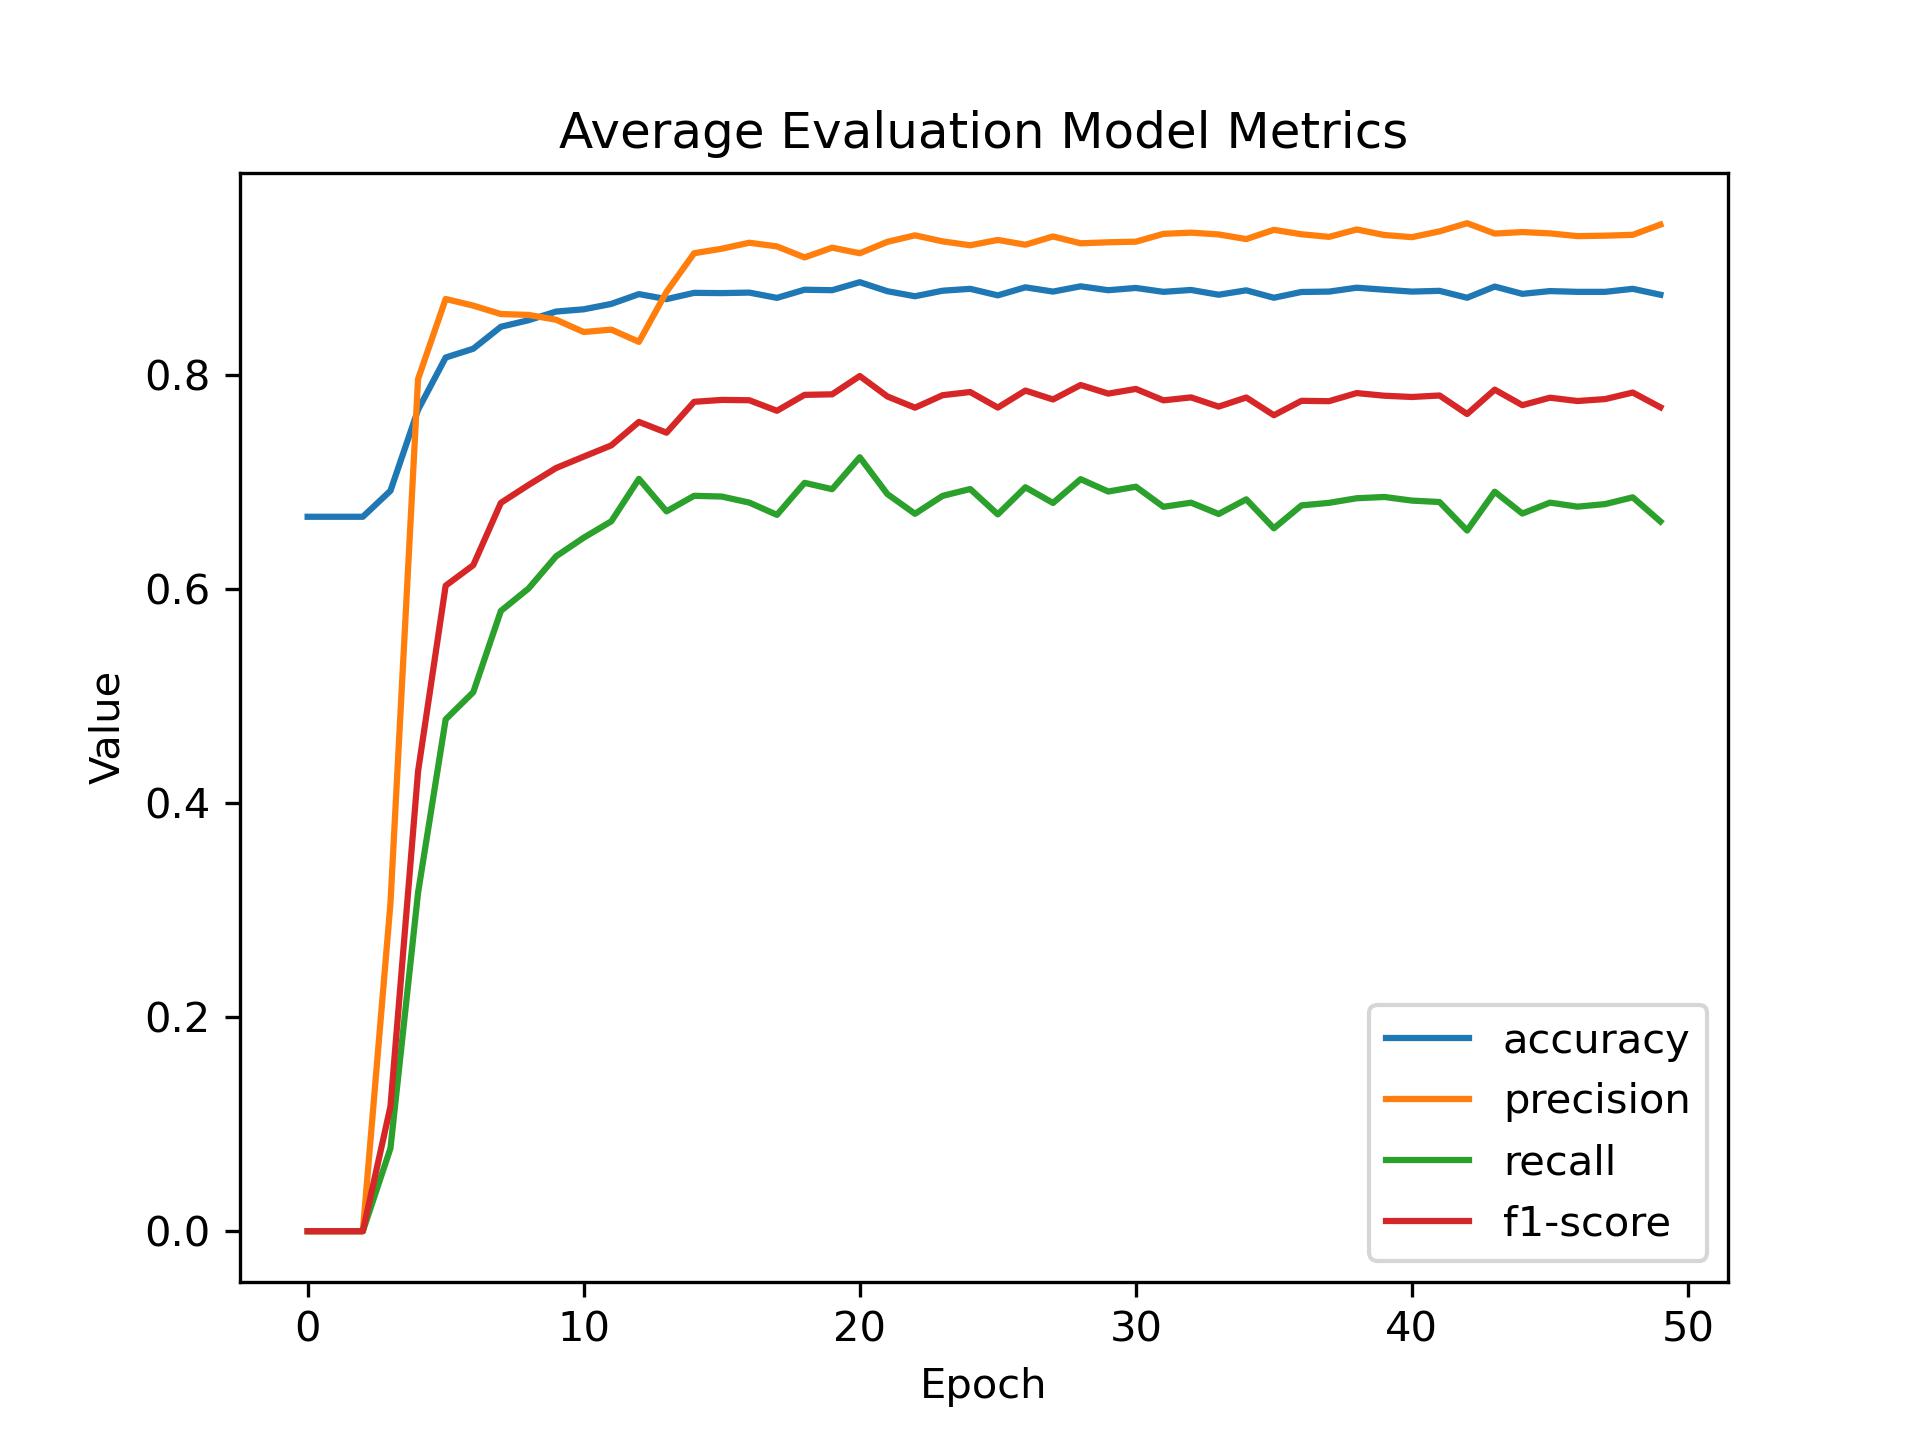 Average Evaluation Model Metrics
Value
0.8
0.6
0.4
0.2
0.0
0 10 20 30 40 50
Epoch
accuracy
precision
recall
f1-score